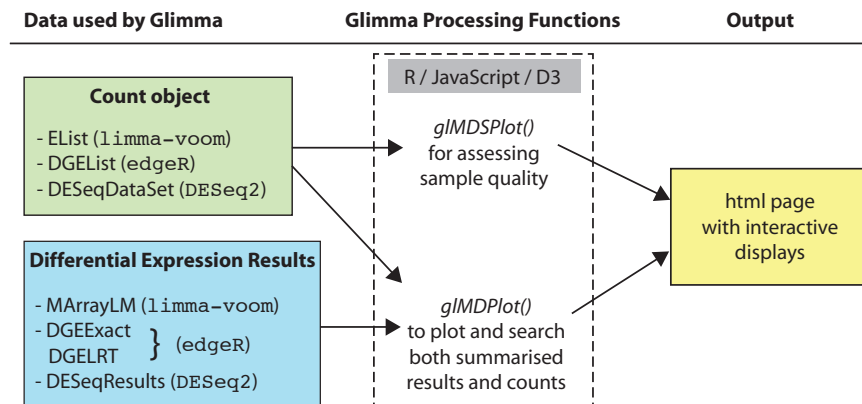 Data used by Glimma
Glimma Processing Functions
Output
Count object
- EList (limma-voom)
- DGEList (edgeR)
- DESeqDataSet (DESeq2)
Differential Expression Results
- MArrayLM (limma-voom)
- DGEExact
DGELRT } (edgeR)
- DESeqResults (DESeq2)
R / JavaScript / D3
glMDSPlot()
for assessing
sample quality
glMDPlot()
to plot and search
both summarised
results and counts
html page
with interactive
displays